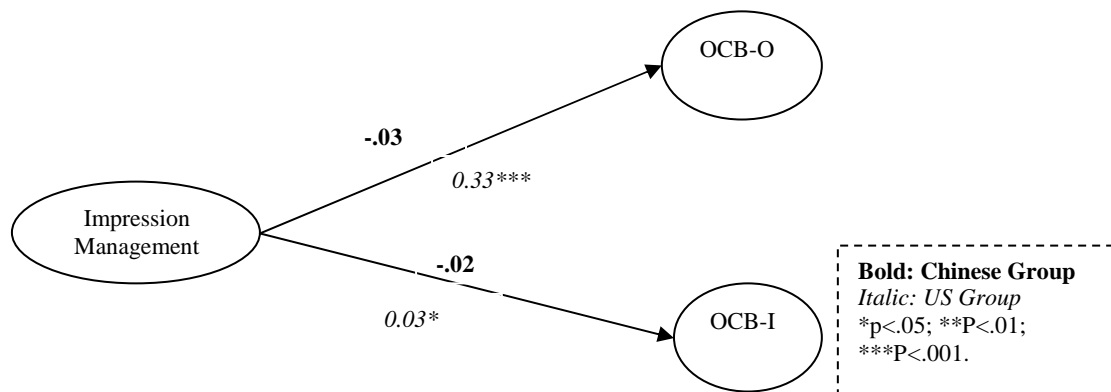 OCB-O
-.03
0.33***
Impression
Management
-.02
0.03*
OCB-I
Bold: Chinese Group
Italic: US Group
*p<.05; **P<.01;
***P<.001.